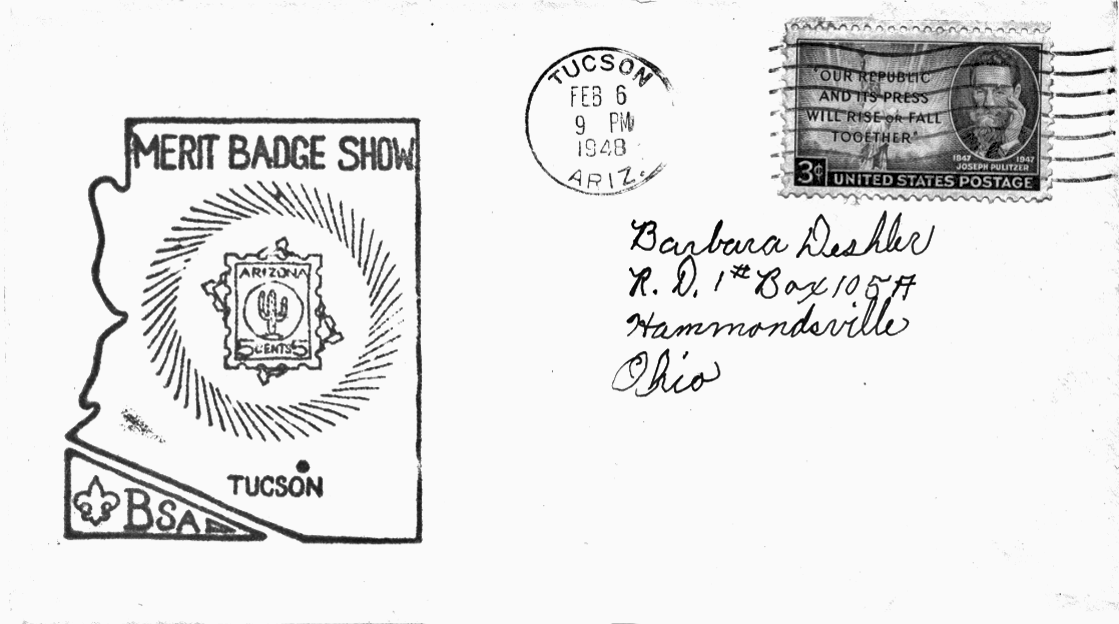 MERIT BADGE SHOW
ARIZONA
5 CENTS 5
TUCSON
BSA
TUCSON
FEB 6
9 PM
1948
ARIZ.
"OUR REPUBLIC
AND ITS PRESS
WILL RISE OR FALL
TOGETHER"
1847 1947
JOSEPH PULITZER
3¢ UNITED STATES POSTAGE
Barbara Deshler
R. D. 1# Box 105A
Hammondsville
Ohio